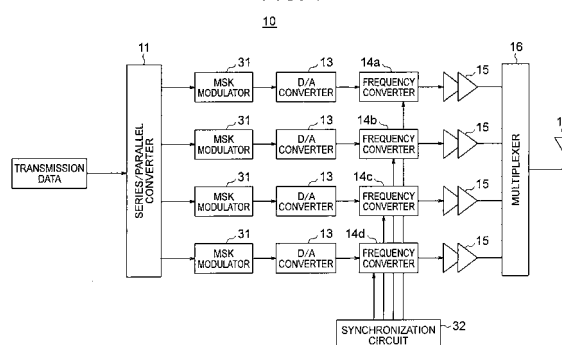 10
11
31
13
14a
15
16
MSK
MODULATOR
D/A
CONVERTER
FREQUENCY
CONVERTER
31
13
14b
15
MSK
MODULATOR
D/A
CONVERTER
FREQUENCY
CONVERTER
TRANSMISSION
DATA
SERIES/PARALLEL
CONVERTER
MULTIPLEXER
31
13
14c
15
MSK
MODULATOR
D/A
CONVERTER
FREQUENCY
CONVERTER
31
13
14d
15
MSK
MODULATOR
D/A
CONVERTER
FREQUENCY
CONVERTER
SYNCHRONIZATION
CIRCUIT
32